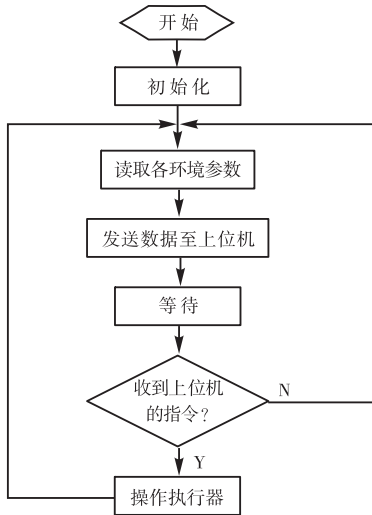 开始
初始化
读取各环境参数
发送数据至上位机
等待
收到上位机
的指令?
N
Y
操作执行器